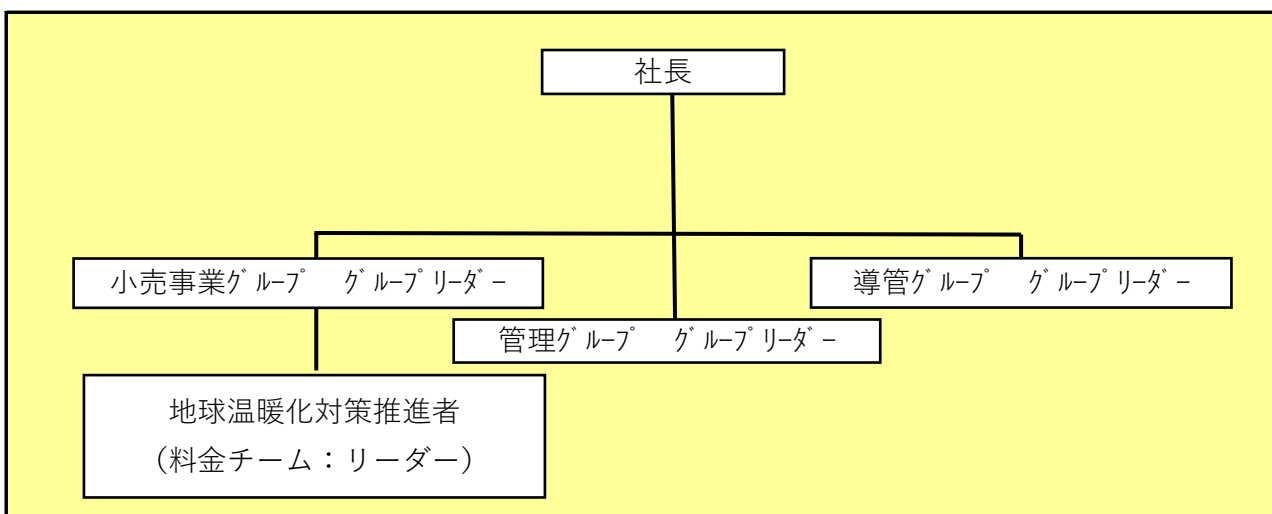 社長
小売事業ｸﾞﾙｰﾌﾟ　ｸﾞﾙｰﾌﾟﾘｰﾀﾞｰ
導管ｸﾞﾙｰﾌﾟ　ｸﾞﾙｰﾌﾟﾘｰﾀﾞｰ
管理ｸﾞﾙｰﾌﾟ　ｸﾞﾙｰﾌﾟﾘｰﾀﾞｰ
地球温暖化対策推進者
（料金チーム：リーダー）